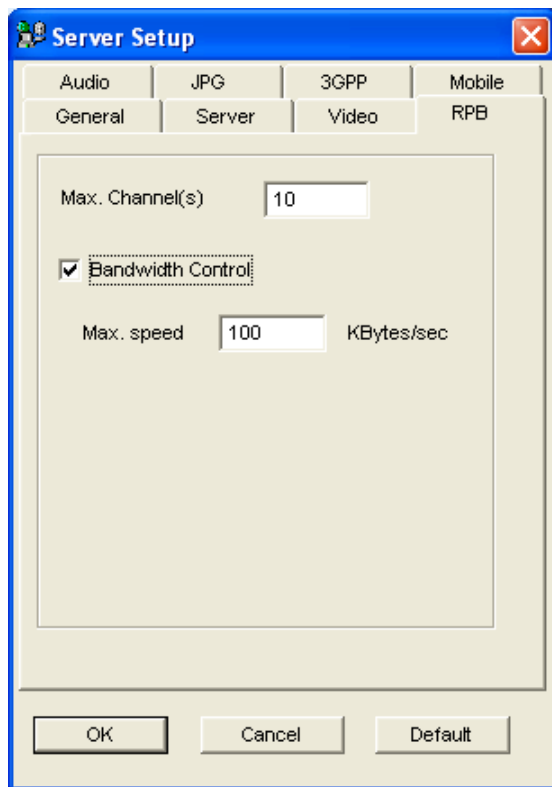 Server Setup
Audio JPG 3GPP Mobile
General Server Video RPB
Max. Channel(s) 10
Bandwidth Control
Max. speed 100 KBytes/sec
OK Cancel Default